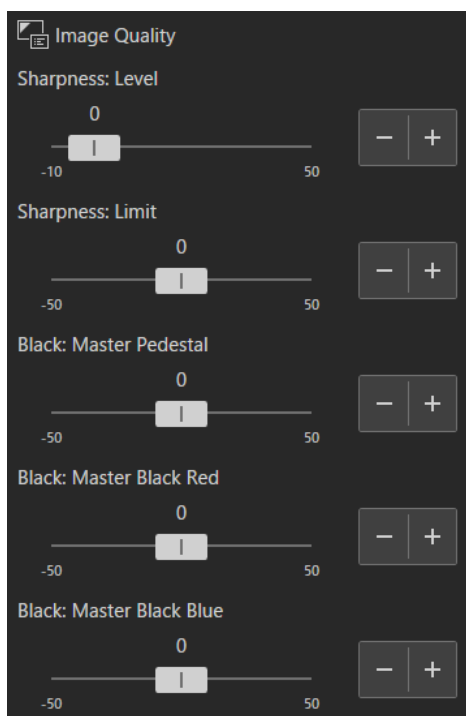 Image Quality
Sharpness: Level
0
-10 50
− +
Sharpness: Limit
0
-50 50
− +
Black: Master Pedestal
0
-50 50
− +
Black: Master Black Red
0
-50 50
− +
Black: Master Black Blue
0
-50 50
− +